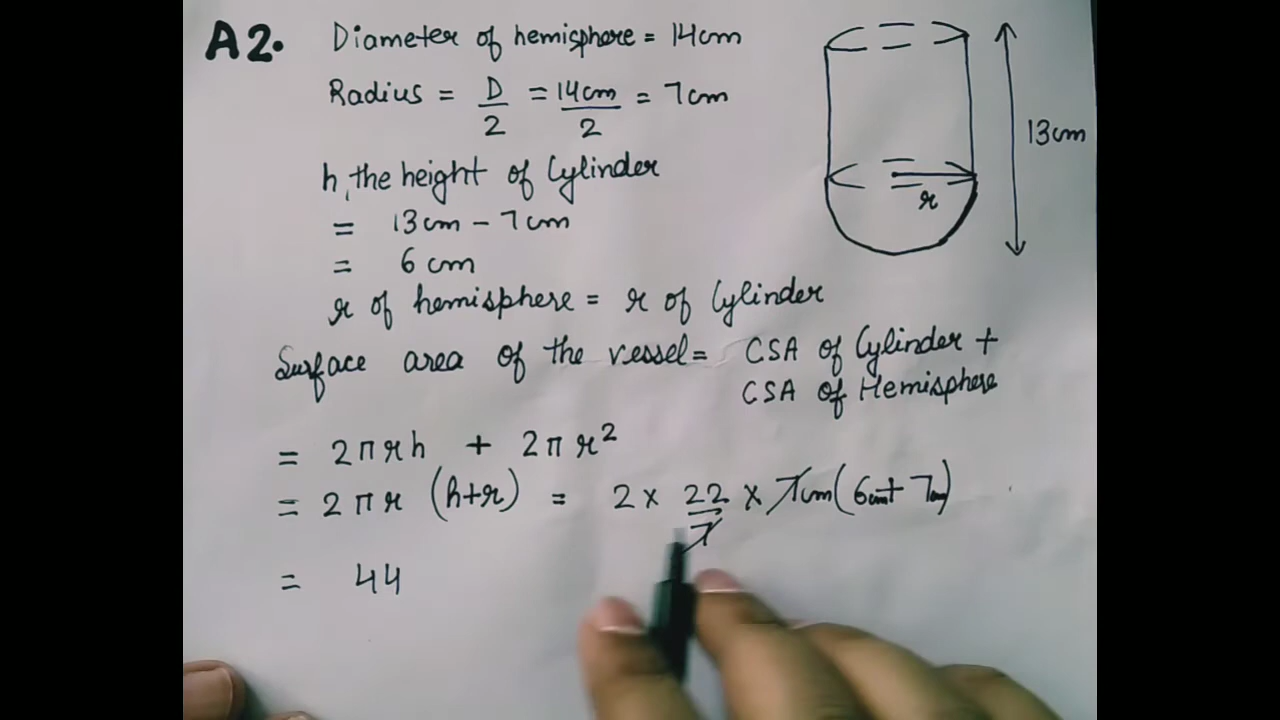 A2. Diameter of hemisphere = 14cm
Radius = D/2 = 14cm/2 = 7cm
h, the height of Cylinder
= 13cm - 7cm
= 6 cm
r of hemisphere = r of Cylinder
Surface area of the vessel = CSA of Cylinder +
CSA of Hemisphere
= 2πrh + 2πr²
= 2πr (h+r) = 2 × 22/7 × 7cm (6cm + 7cm)
= 44
13cm
r